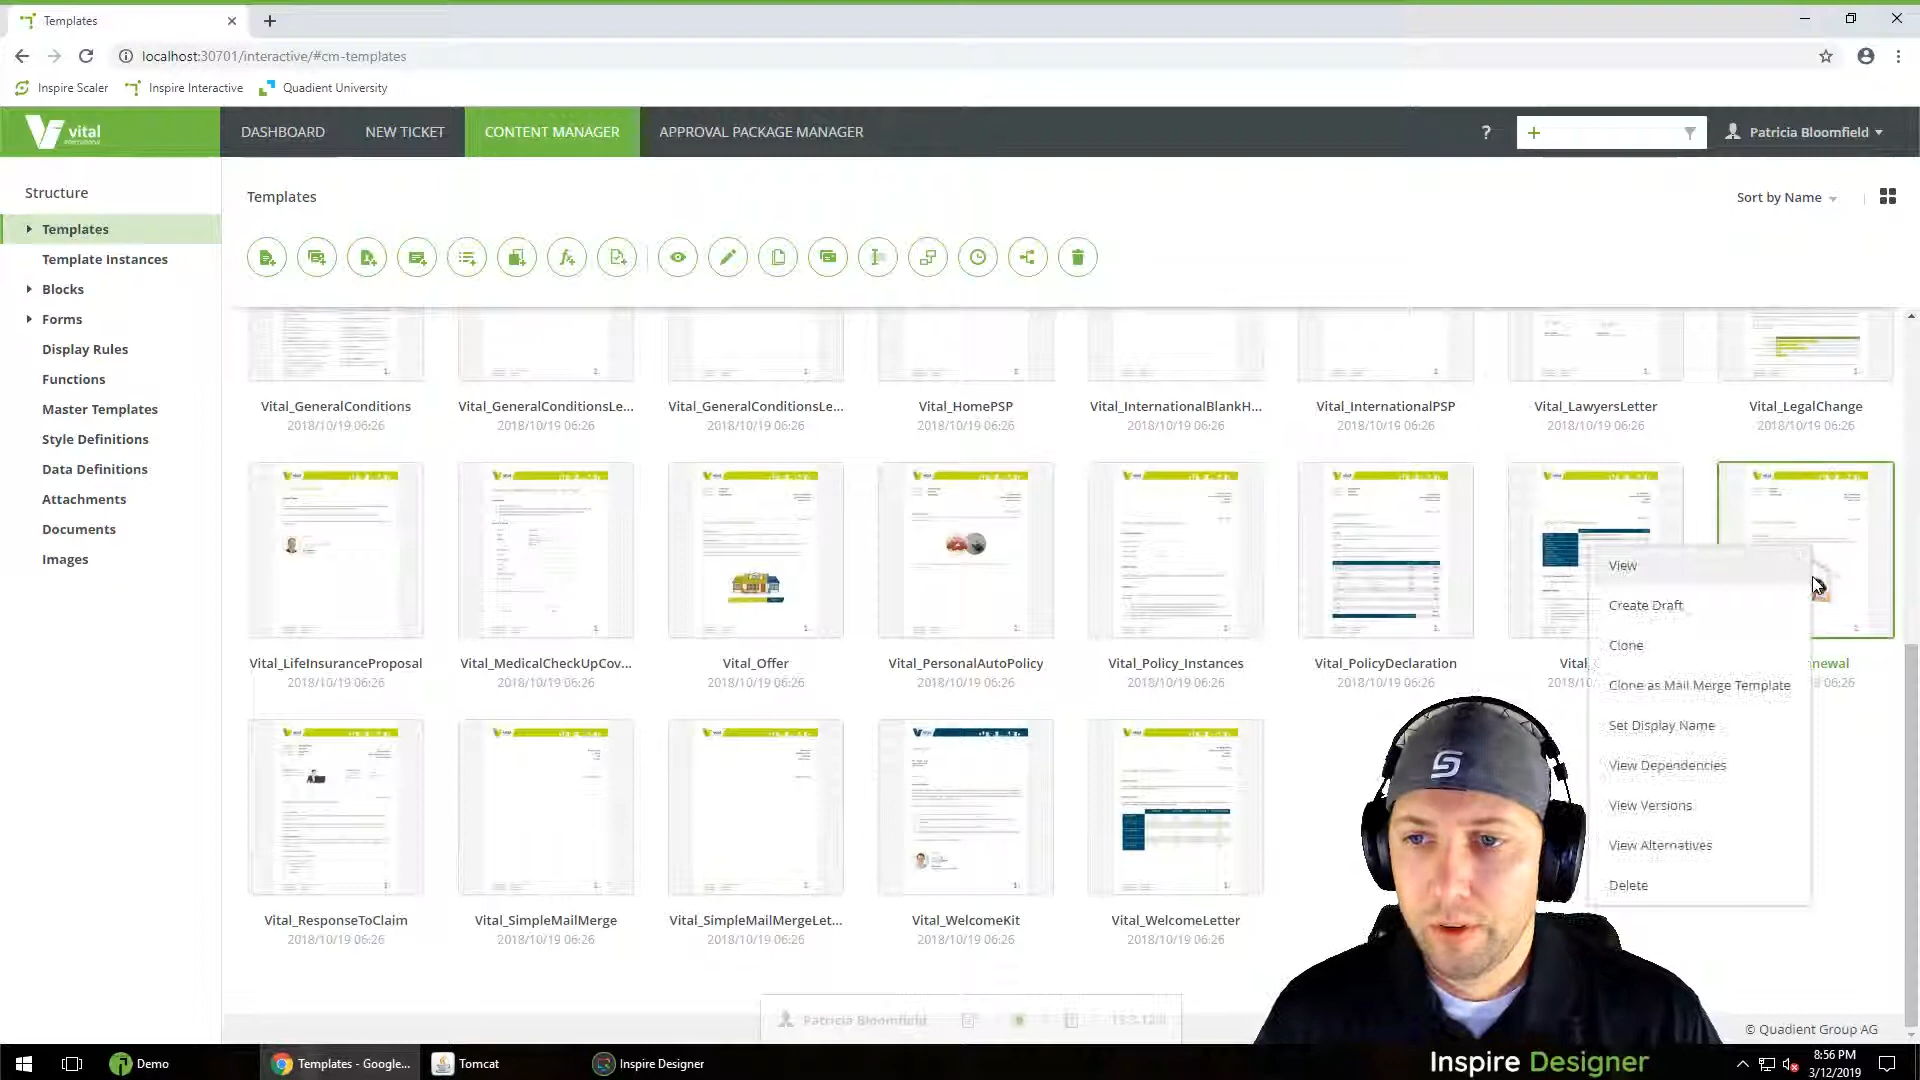 Templates
localhost:30701/interactive/#cm-templates
Inspire Scaler
Inspire Interactive
Quadient University
vital
DASHBOARD
NEW TICKET
CONTENT MANAGER
APPROVAL PACKAGE MANAGER
?
Patricia Bloomfield
Structure
Templates
Template Instances
Blocks
Forms
Display Rules
Functions
Master Templates
Style Definitions
Data Definitions
Attachments
Documents
Images
Templates
Sort by Name
Vital_GeneralConditions
2018/10/19 06:26
Vital_GeneralConditionsLe...
2018/10/19 06:26
Vital_GeneralConditionsLe...
2018/10/19 06:26
Vital_HomePSP
2018/10/19 06:26
Vital_InternationalBlankH...
2018/10/19 06:26
Vital_InternationalPSP
2018/10/19 06:26
Vital_LawyersLetter
2018/10/19 06:26
Vital_LegalChange
2018/10/19 06:26
Vital_LifeInsuranceProposal
2018/10/19 06:26
Vital_MedicalCheckUpCov...
2018/10/19 06:26
Vital_Offer
2018/10/19 06:26
Vital_PersonalAutoPolicy
2018/10/19 06:26
Vital_Policy_Instances
2018/10/19 06:26
Vital_PolicyDeclaration
2018/10/19 06:26
View
Create Draft
Clone
Clone as Mail Merge Template
Set Display Name
View Dependencies
View Versions
View Alternatives
Delete
Vital_ResponseToClaim
2018/10/19 06:26
Vital_SimpleMailMerge
2018/10/19 06:26
Vital_SimpleMailMergeLet...
2018/10/19 06:26
Vital_WelcomeKit
2018/10/19 06:26
Vital_WelcomeLetter
2018/10/19 06:26
Patricia Bloomfield
© Quadient Group AG
Demo
Templates - Google...
Tomcat
Inspire Designer
Inspire Designer
8:56 PM
3/12/2019